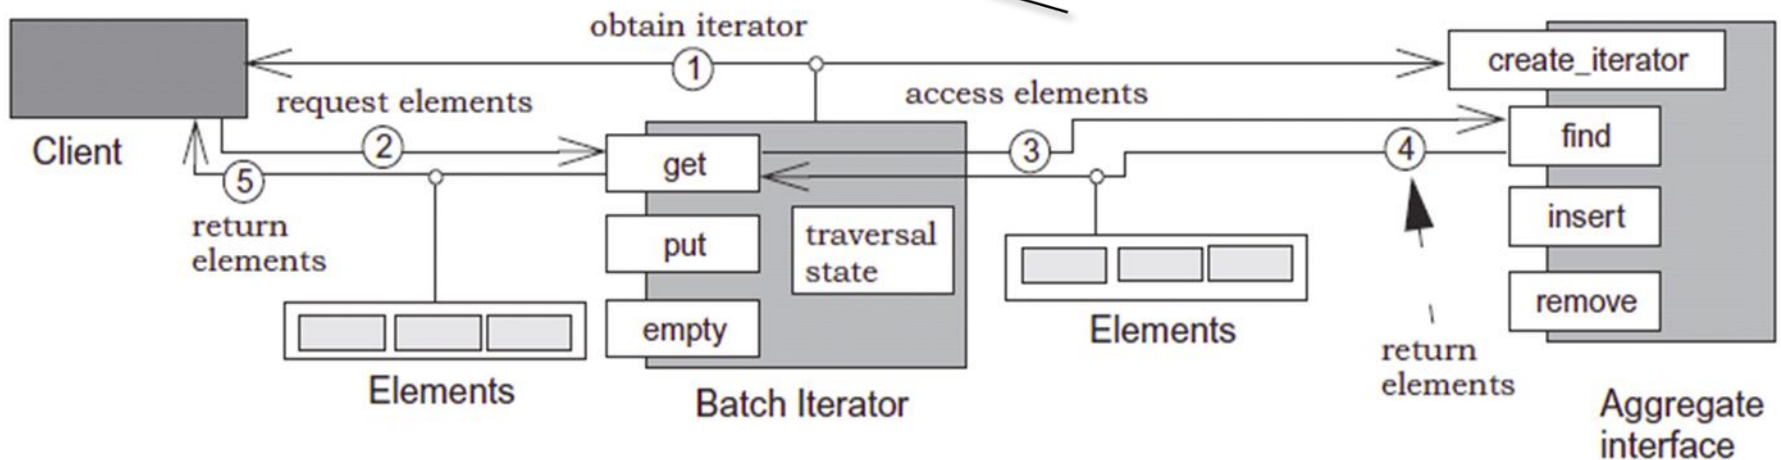 obtain iterator
1
create_iterator
request elements
access elements
Client
2
get
3
4
find
5
return
elements
put
traversal
state
insert
empty
remove
Elements
Elements
return
elements
Batch Iterator
Aggregate
interface